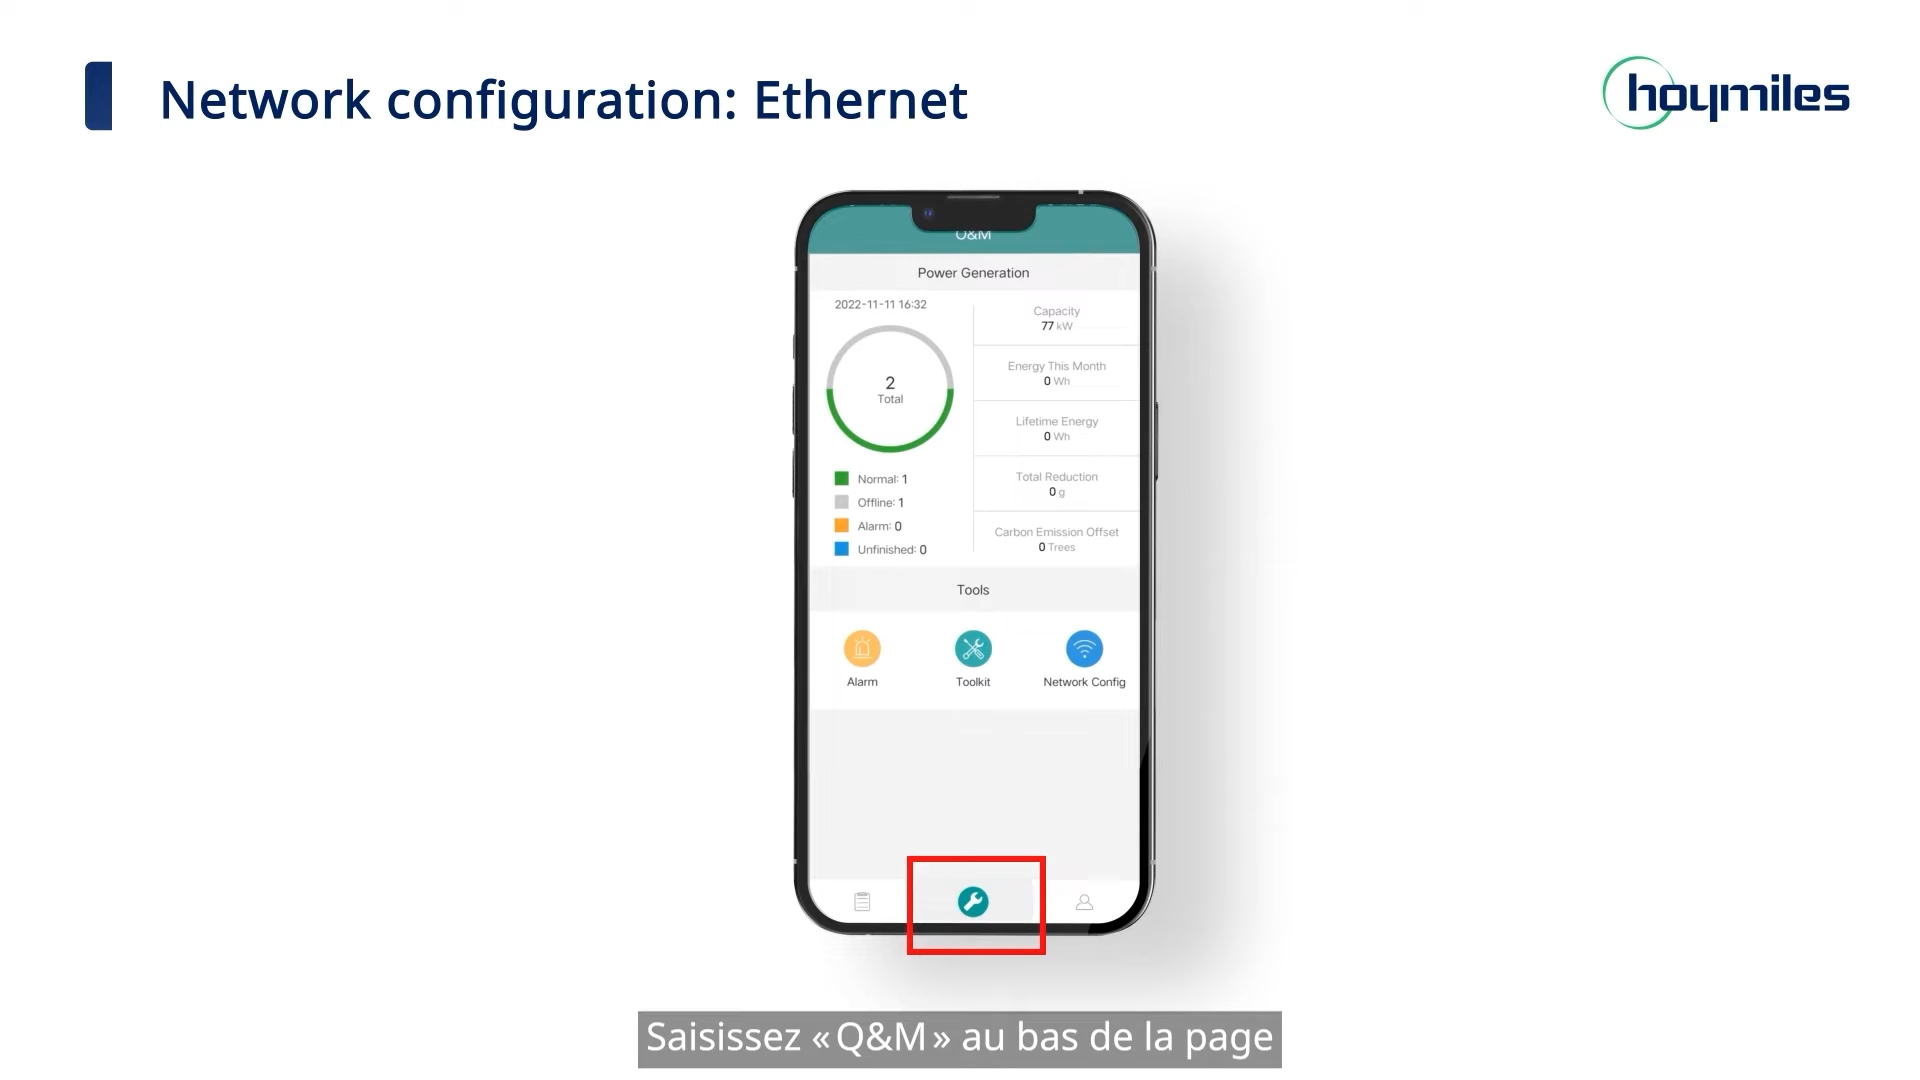 Network configuration: Ethernet
hoymiles
O&M
Power Generation
2022-11-11 16:32
2
Total
Normal: 1
Offline: 1
Alarm: 0
Unfinished: 0
Capacity
77 kW
Energy This Month
0 Wh
Lifetime Energy
0 Wh
Total Reduction
0 g
Carbon Emission Offset
0 Trees
Tools
Alarm
Toolkit
Network Config
Saisissez « Q&M » au bas de la page